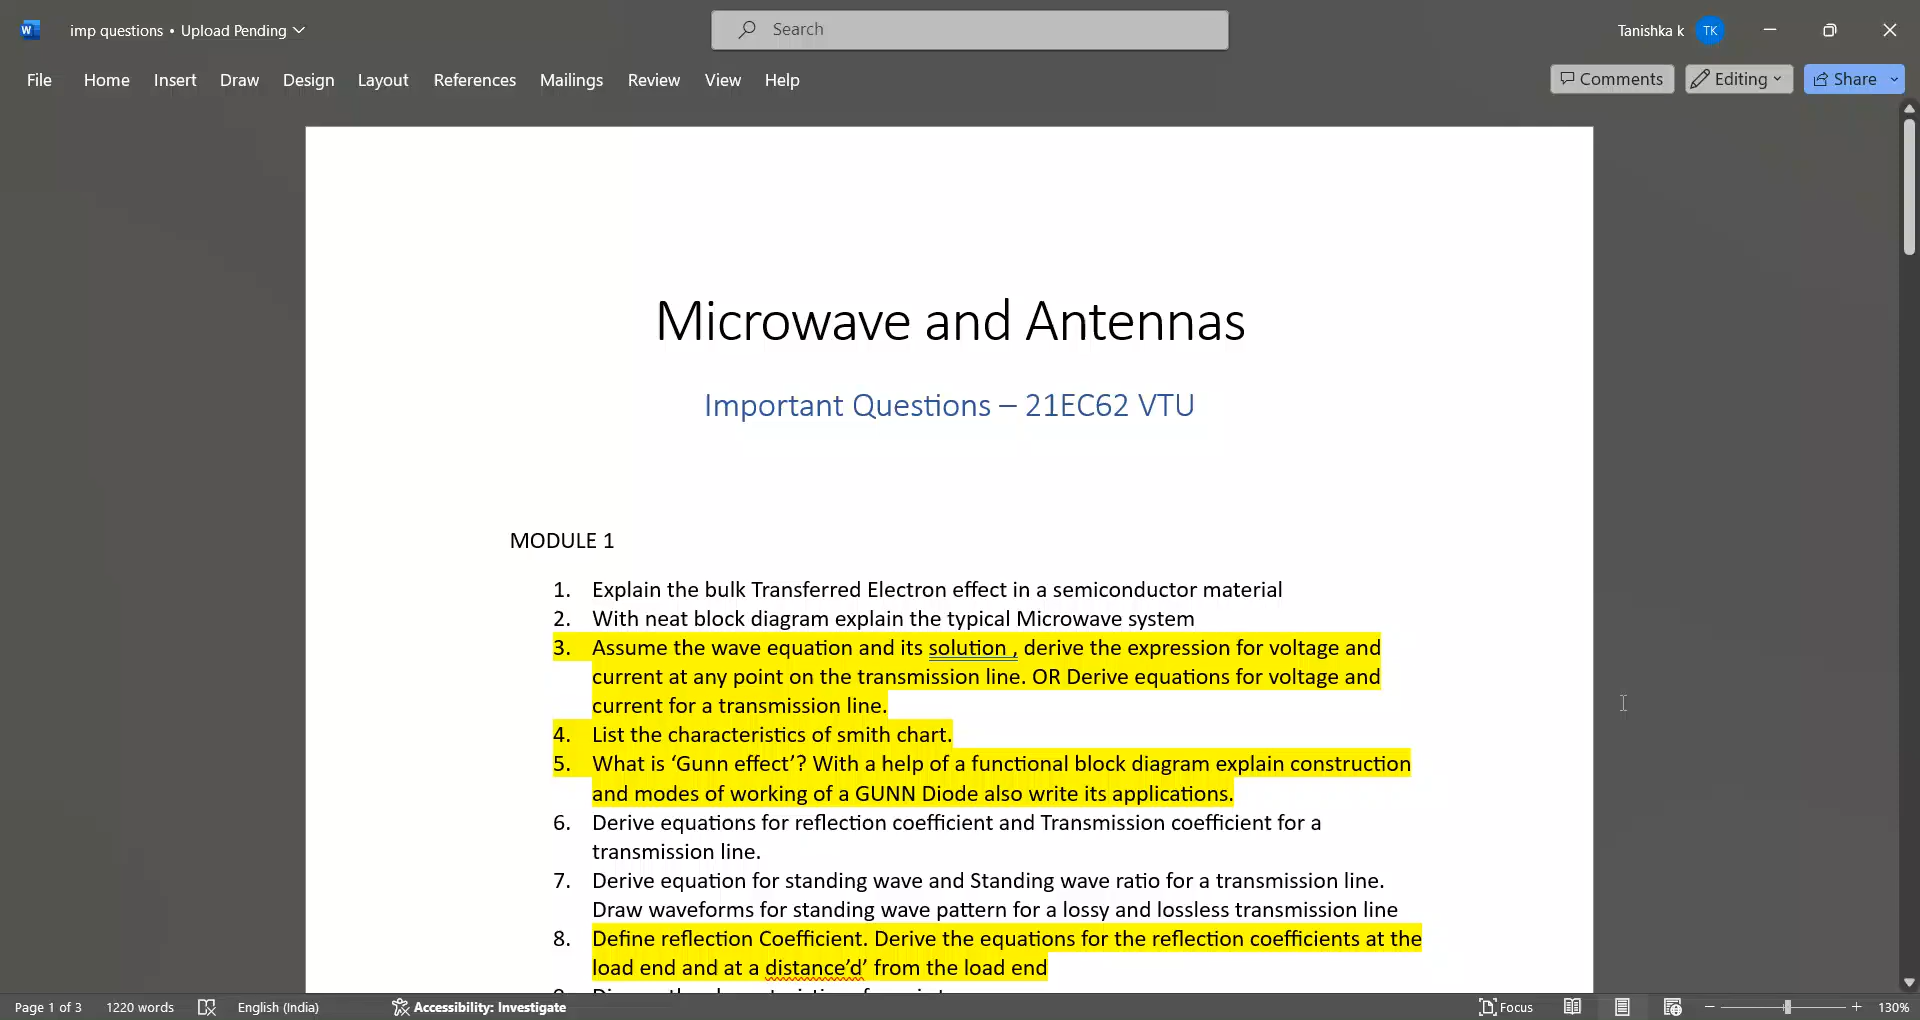 imp questions • Upload Pending
Search
Tanishka k TK
File Home Insert Draw Design Layout References Mailings Review View Help
Comments Editing Share
Microwave and Antennas
Important Questions – 21EC62 VTU
MODULE 1
1. Explain the bulk Transferred Electron effect in a semiconductor material
2. With neat block diagram explain the typical Microwave system
3. Assume the wave equation and its solution , derive the expression for voltage and
current at any point on the transmission line. OR Derive equations for voltage and
current for a transmission line.
4. List the characteristics of smith chart.
5. What is ‘Gunn effect’? With a help of a functional block diagram explain construction
and modes of working of a GUNN Diode also write its applications.
6. Derive equations for reflection coefficient and Transmission coefficient for a
transmission line.
7. Derive equation for standing wave and Standing wave ratio for a transmission line.
Draw waveforms for standing wave pattern for a lossy and lossless transmission line
8. Define reflection Coefficient. Derive the equations for the reflection coefficients at the
load end and at a distance’d’ from the load end
Page 1 of 3 1220 words English (India) Accessibility: Investigate Focus 130%